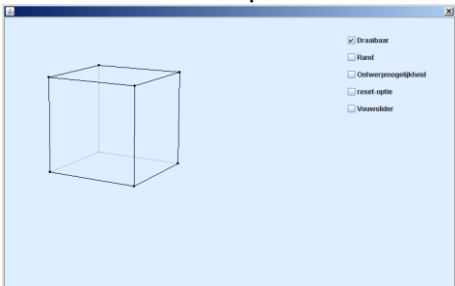 Draaibaar
Rand
Ontwerpmogelijkheid
reset-optie
Vouwslider